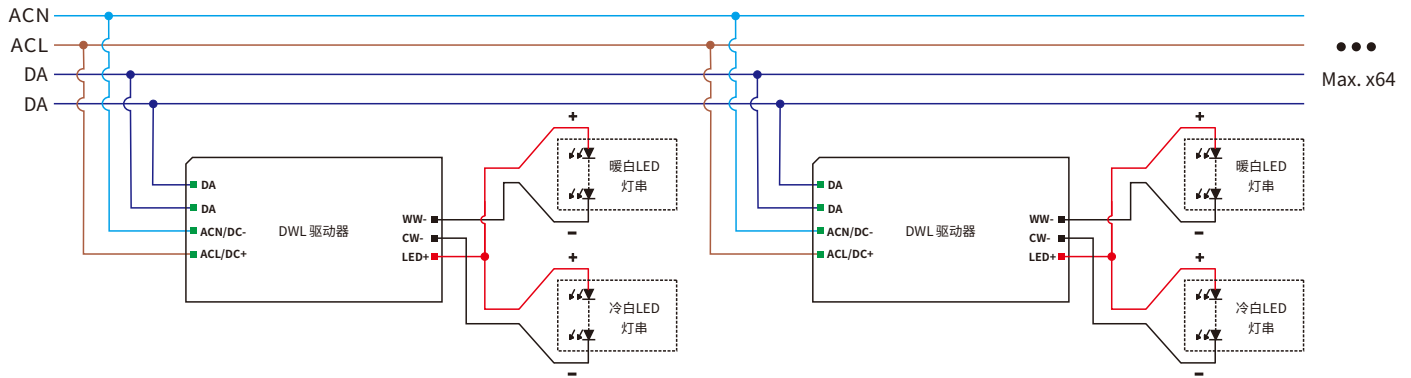 ACN
ACL
DA
DA
•••
Max. x64
DA
DA
ACN/DC-
ACL/DC+
DWL 驱动器
WW-
CW-
LED+
+
暖白LED
灯串
-
+
冷白LED
灯串
-
DA
DA
ACN/DC-
ACL/DC+
DWL 驱动器
WW-
CW-
LED+
+
暖白LED
灯串
-
+
冷白LED
灯串
-